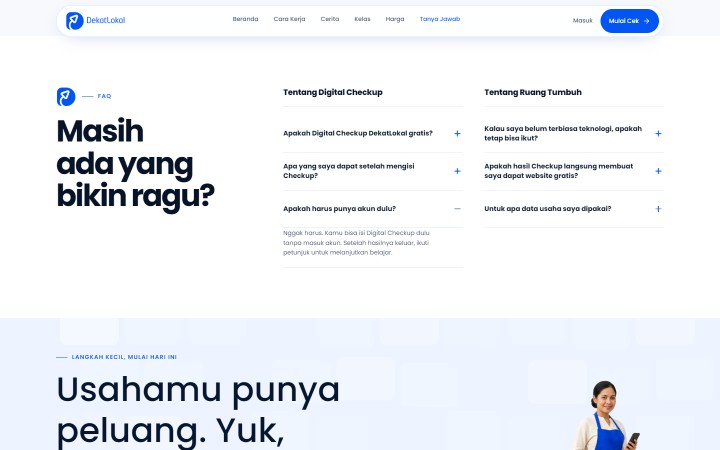 DekatLokal
Beranda
Cara Kerja
Cerita
Kelas
Harga
Tanya Jawab
Masuk
Mulai Cek →
FAQ
Masih
ada yang
bikin ragu?
Tentang Digital Checkup
Apakah Digital Checkup DekatLokal gratis?
Apa yang saya dapat setelah mengisi
Checkup?
Apakah harus punya akun dulu?
Nggak harus. Kamu bisa isi Digital Checkup dulu
tanpa masuk akun. Setelah hasilnya keluar, ikuti
petunjuk untuk melanjutkan belajar.
Tentang Ruang Tumbuh
Kalau saya belum terbiasa teknologi, apakah
tetap bisa ikut?
Apakah hasil Checkup langsung membuat
saya dapat website gratis?
Untuk apa data usaha saya dipakai?
LANGKAH KECIL, MULAI HARI INI
Usahamu punya
peluang. Yuk,